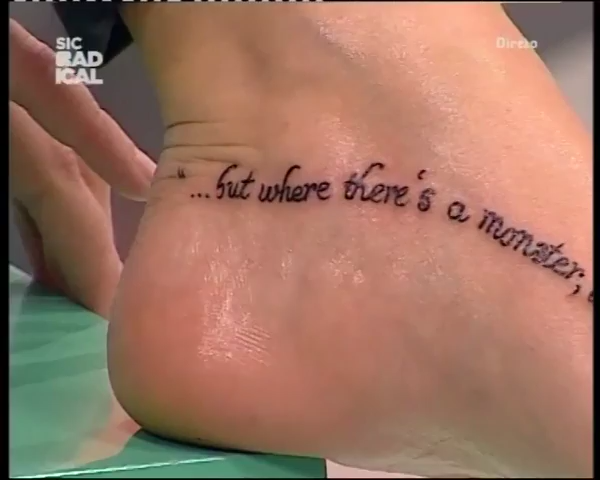 SIC
RAD
ICAL
Direto
"...but where there's a monster,